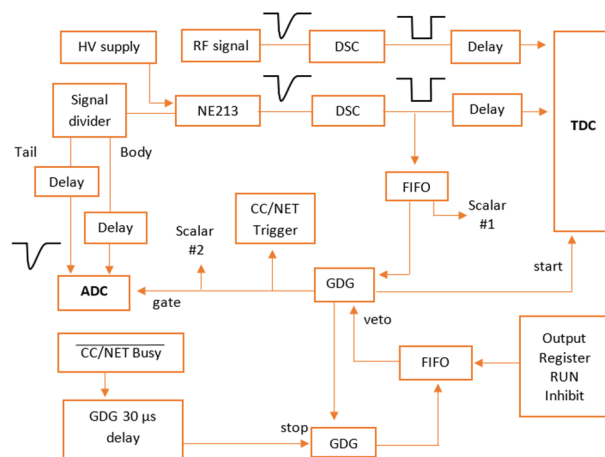 HV supply
RF signal
DSC
Delay
TDC
Signal
divider
NE213
DSC
Delay
Tail
Body
Delay
Delay
FIFO
Scalar
#1
CC/NET
Trigger
Scalar
#2
ADC
gate
GDG
start
veto
CC/NET Busy
FIFO
Output
Register
RUN
Inhibit
GDG 30 µs
delay
stop
GDG